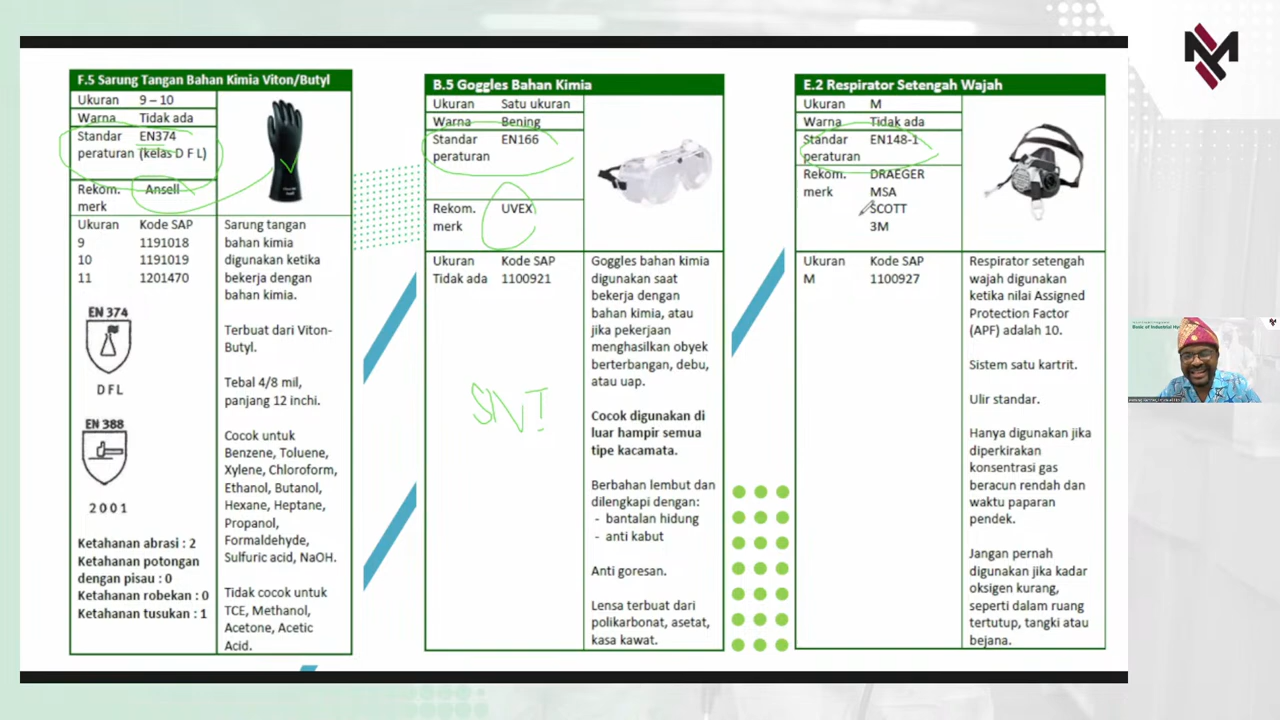 F.5 Sarung Tangan Bahan Kimia Viton/Butyl
Ukuran 9 – 10
Warna Tidak ada
Standar EN374
peraturan (kelas D F L)
Rekom. Ansell
merk
Ukuran Kode SAP
9 1191018
10 1191019
11 1201470
EN 374
D F L
EN 388
2 0 0 1
Ketahanan abrasi : 2
Ketahanan potongan
dengan pisau : 0
Ketahanan robekan : 0
Ketahanan tusukan : 1
Sarung tangan
bahan kimia
digunakan ketika
bekerja dengan
bahan kimia.
Terbuat dari Viton-
Butyl.
Tebal 4/8 mil,
panjang 12 inchi.
Cocok untuk
Benzene, Toluene,
Xylene, Chloroform,
Ethanol, Butanol,
Hexane, Heptane,
Propanol,
Formaldehyde,
Sulfuric acid, NaOH.
Tidak cocok untuk
TCE, Methanol,
Acetone, Acetic
Acid.
B.5 Goggles Bahan Kimia
Ukuran Satu ukuran
Warna Bening
Standar EN166
peraturan
Rekom. UVEX
merk
Ukuran Kode SAP
Tidak ada 1100921
SNI
Goggles bahan kimia
digunakan saat
bekerja dengan
bahan kimia, atau
jika pekerjaan
menghasilkan obyek
berterbangan, debu,
atau uap.
Cocok digunakan di
luar hampir semua
tipe kacamata.
Berbahan lembut dan
dilengkapi dengan:
- bantalan hidung
- anti kabut
Anti goresan.
Lensa terbuat dari
polikarbonat, asetat,
kasa kawat.
E.2 Respirator Setengah Wajah
Ukuran M
Warna Tidak ada
Standar EN148-1
peraturan
Rekom. DRAEGER
merk MSA
SCOTT
3M
Ukuran Kode SAP
M 1100927
Respirator setengah
wajah digunakan
ketika nilai Assigned
Protection Factor
(APF) adalah 10.
Sistem satu kartrit.
Ulir standar.
Hanya digunakan jika
diperkirakan
konsentrasi gas
beracun rendah dan
waktu paparan
pendek.
Jangan pernah
digunakan jika kadar
oksigen kurang,
seperti dalam ruang
tertutup, tangki atau
bejana.